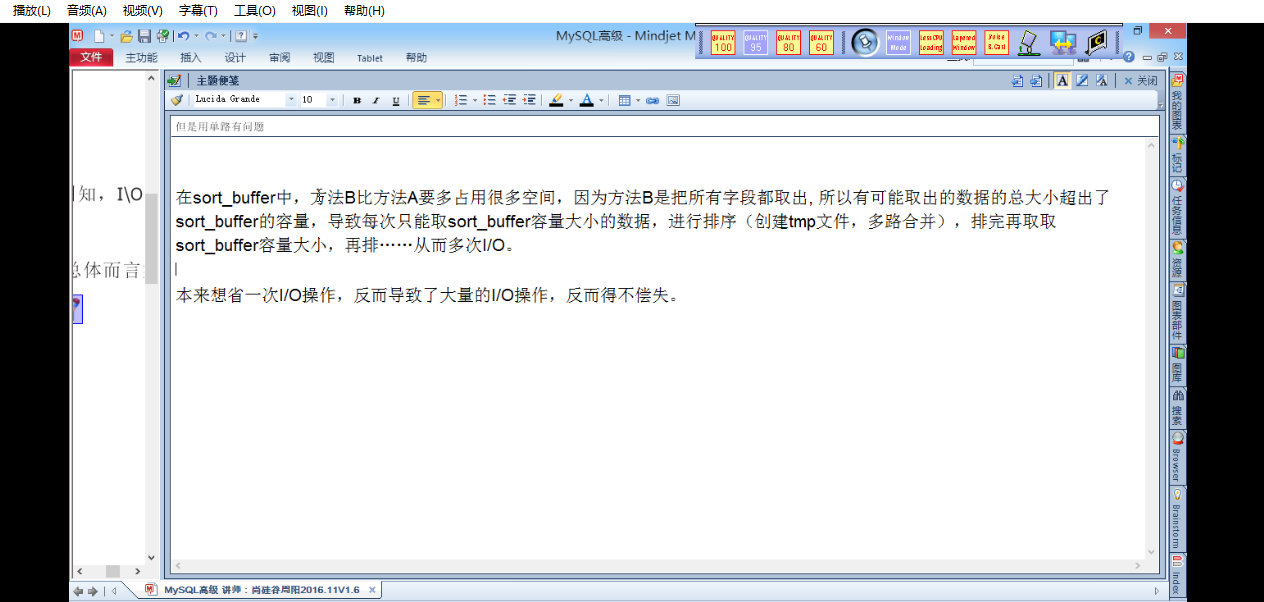 播放(L) 音频(A) 视频(V) 字幕(T) 工具(O) 视图(I) 帮助(H)
MySQL高级 - Mindjet M
QUALITY 100 QUALITY 95 QUALITY 80 QUALITY 60 Window Mode Less CPU Loading Layered Window
文件 主功能 插入 设计 审阅 视图 Tablet 帮助
主题便笺
关闭
Lucida Grande 10 B I U
但是用单路有问题
在sort_buffer中，方法B比方法A要多占用很多空间，因为方法B是把所有字段都取出, 所以有可能取出的数据的总大小超出了
sort_buffer的容量，导致每次只能取sort_buffer容量大小的数据，进行排序（创建tmp文件，多路合并），排完再取取
sort_buffer容量大小，再排……从而多次I/O。
本来想省一次I/O操作，反而导致了大量的I/O操作，反而得不偿失。
知，I\O
总体而言
我的图表
标记
任务信息
资源
图表部件
图库
搜索
Browser
Brainstorm
Index
MySQL高级 讲师：尚硅谷周阳2016.11V1.6